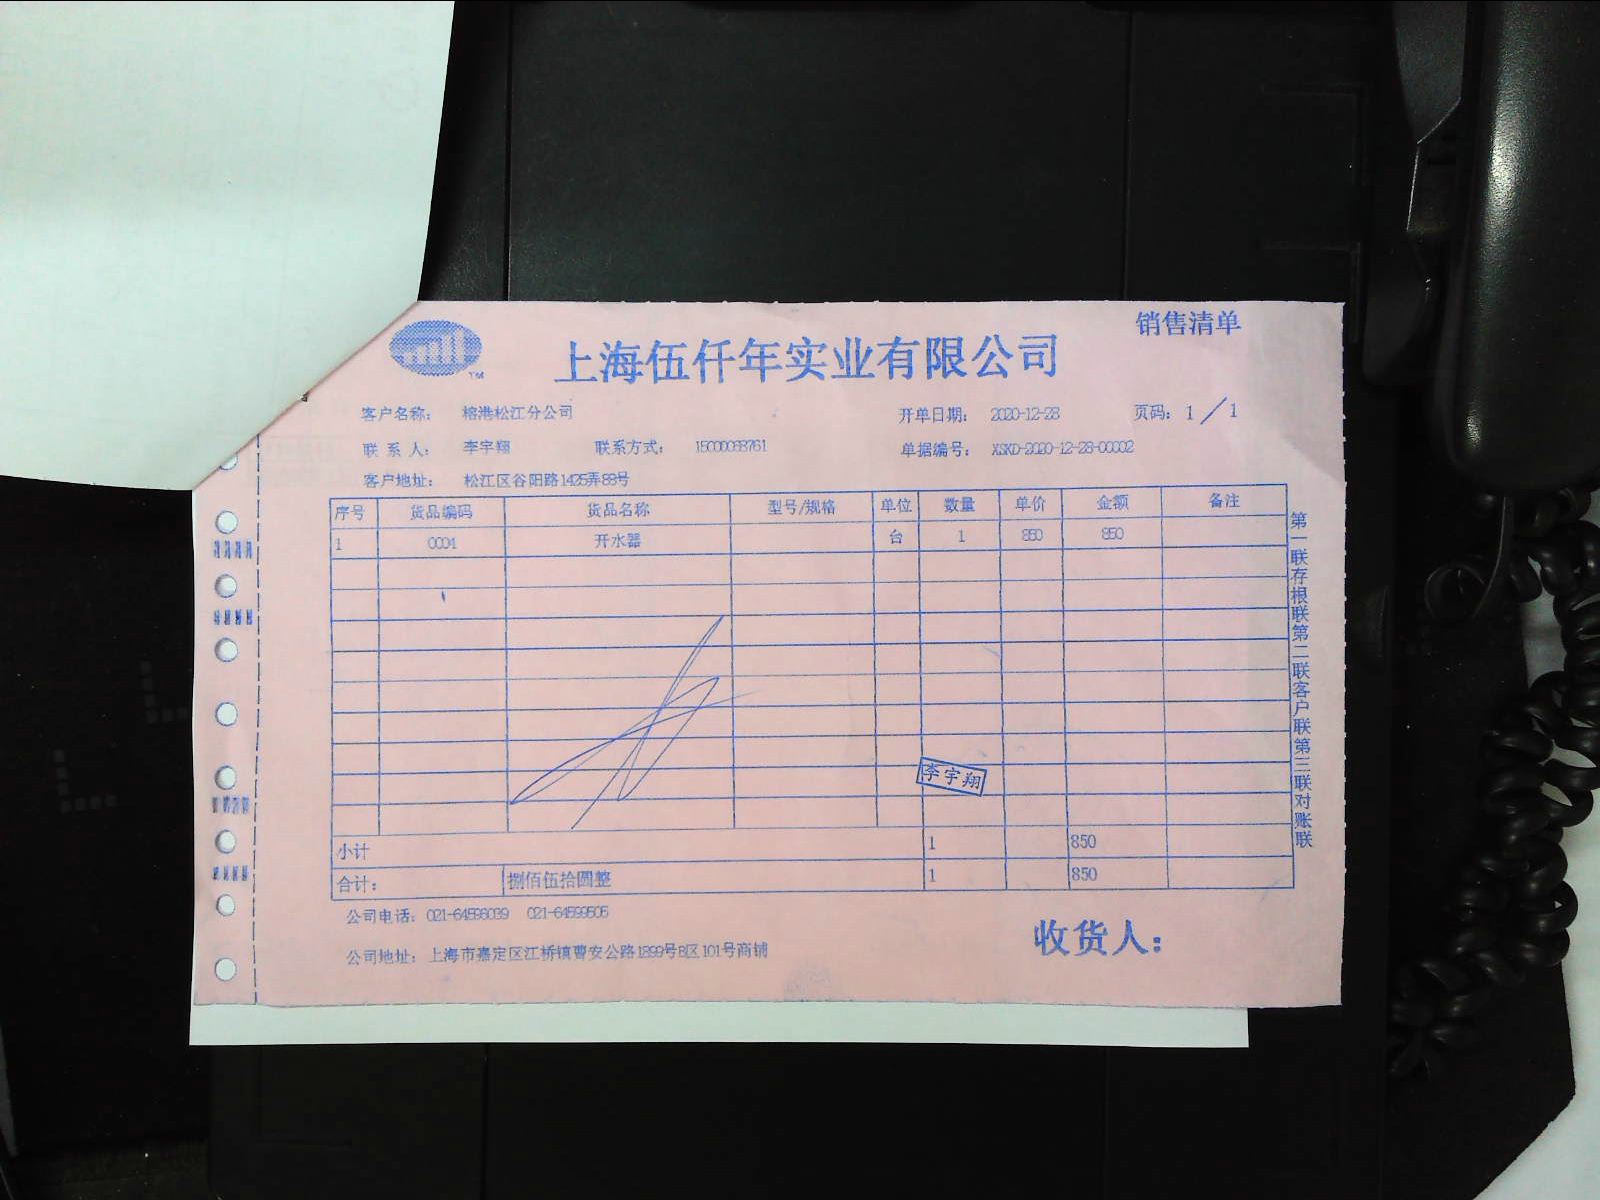 销售清单
上海伍仟年实业有限公司
客户名称: 榕港松江分公司 开单日期: 2020-12-28 页码: 1/1
联系人: 李宇翔 联系方式: 单据编号: XSKD-2020-12-28-00002
客户地址: 松江区谷阳路1425弄88号
序号 货品编码 货品名称 型号/规格 单位 数量 单价 金额 备注
1 0004 开水器 台 1 850 850
李宇翔
小计 1 850
合计: 捌佰伍拾圆整 1 850
公司电话: 021-64598039 021-64599505
公司地址: 上海市嘉定区江桥镇曹安公路1899号B区101号商铺
收货人:
第一联存根联第二联客户联第三联对账联
TM